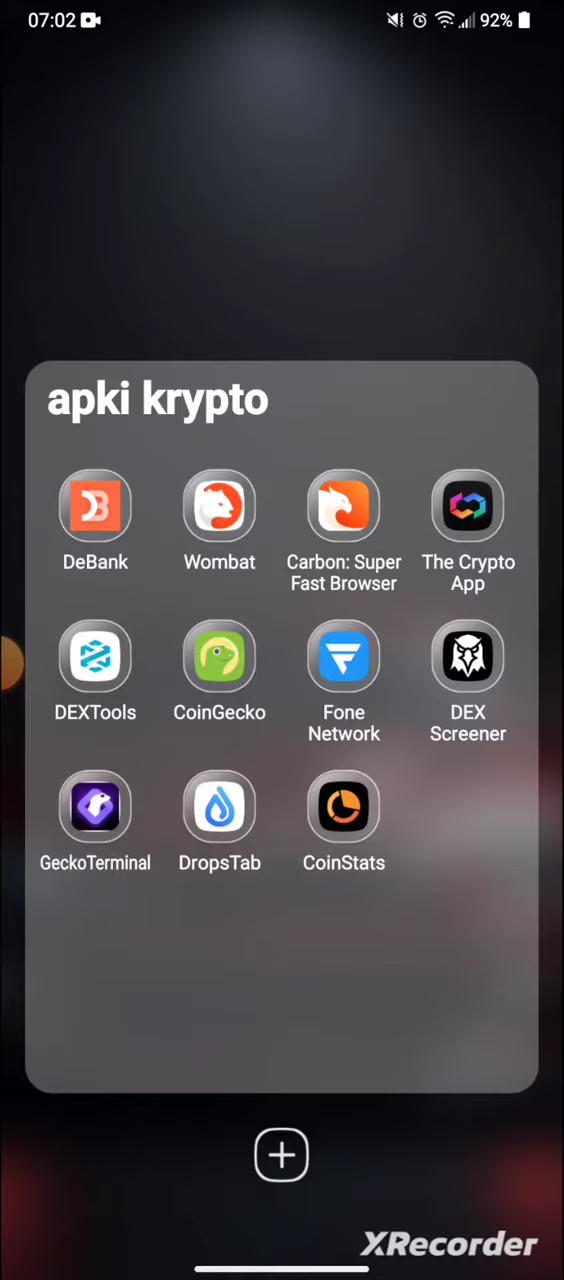 07:02 92%
apki krypto
DeBank Wombat Carbon: Super Fast Browser The Crypto App
DEXTools CoinGecko Fone Network DEX Screener
GeckoTerminal DropsTab CoinStats
XRecorder